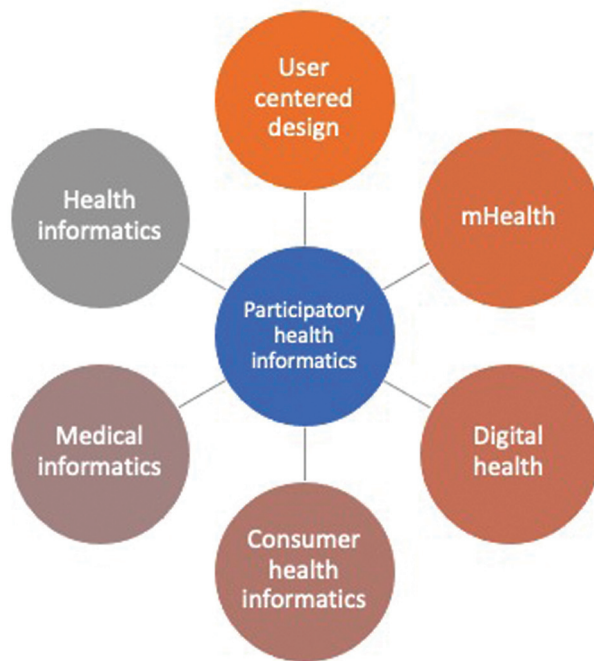 User
centered
design
Health
informatics
mHealth
Participatory
health
informatics
Medical
informatics
Digital
health
Consumer
health
informatics